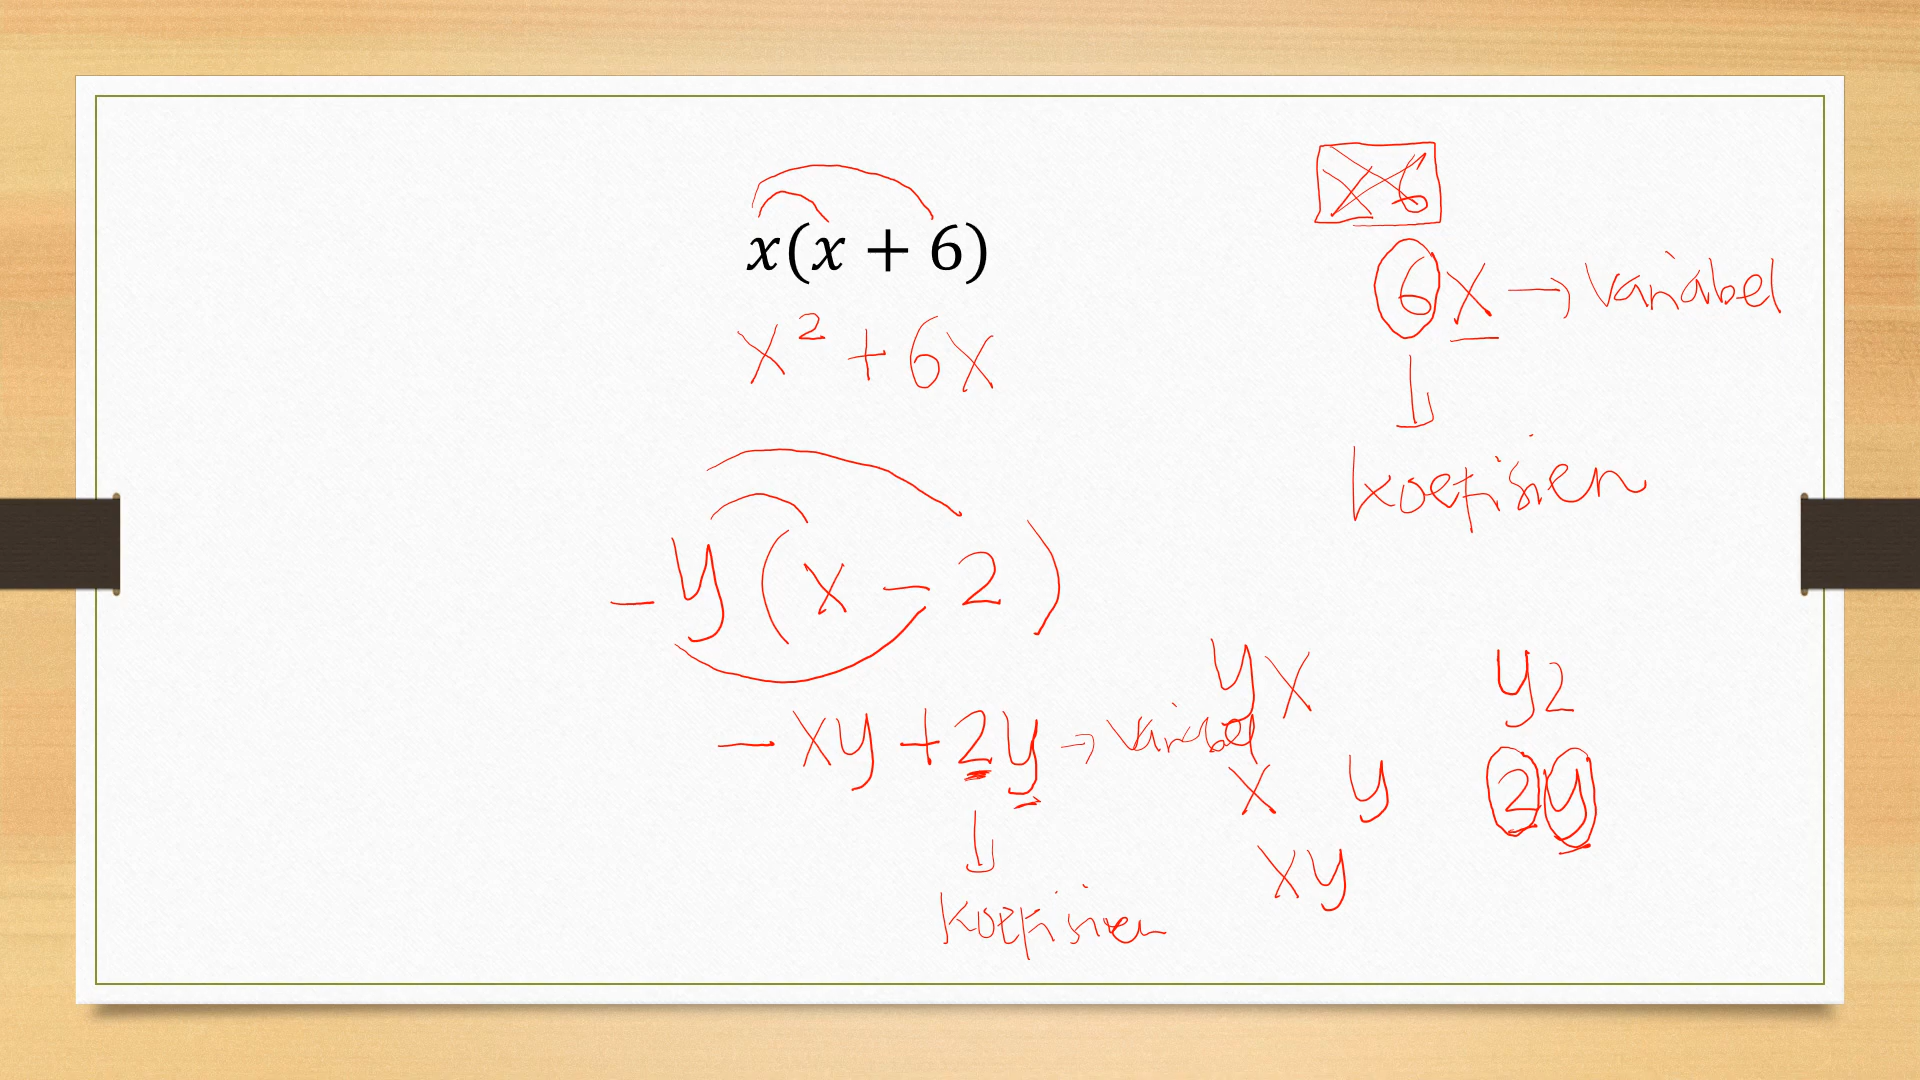 x(x + 6)
x² + 6x
x6
6x → variabel
koefisien
-y(x - 2)
-xy + 2y → variabel
koefisien
yx
x y
xy
y2
2y